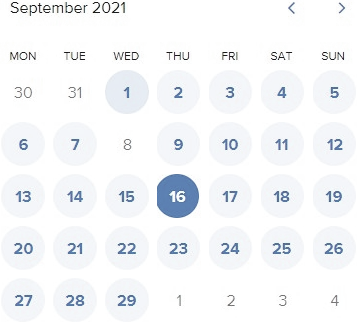 September 2021
MON TUE WED THU FRI SAT SUN
30 31 1 2 3 4 5
6 7 8 9 10 11 12
13 14 15 16 17 18 19
20 21 22 23 24 25 26
27 28 29 1 2 3 4